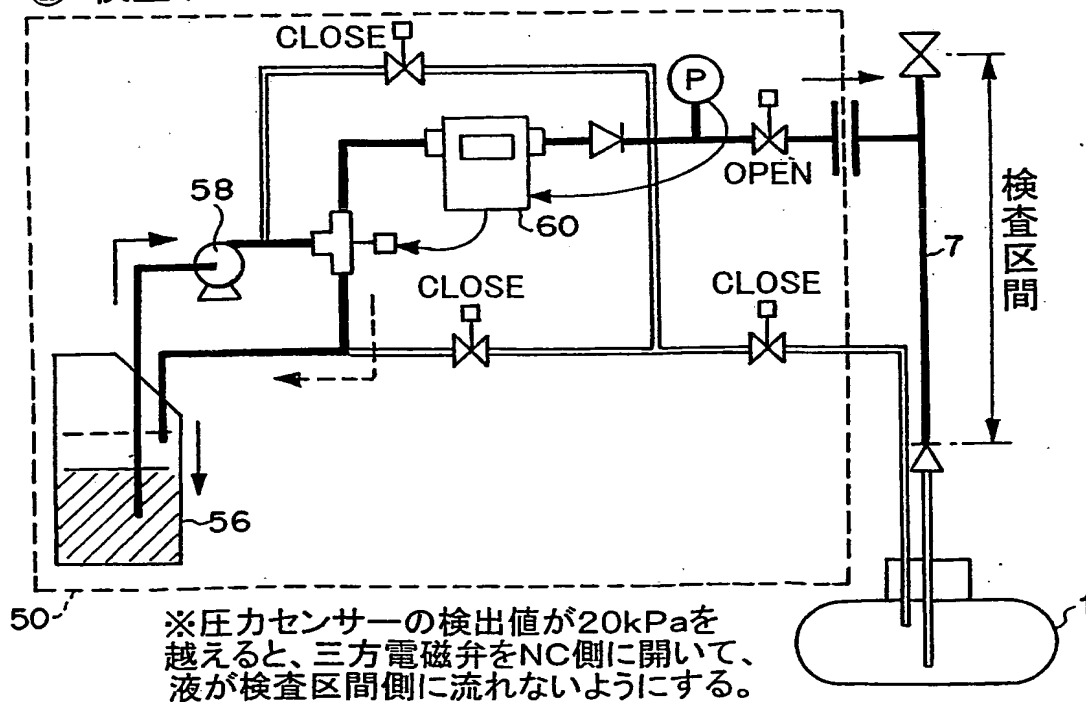 CLOSE
P
OPEN
58
60
検査区間
7
CLOSE
CLOSE
56
50
1
※圧力センサーの検出値が20kPaを
越えると、三方電磁弁をNC側に開いて、
液が検査区間側に流れないようにする。